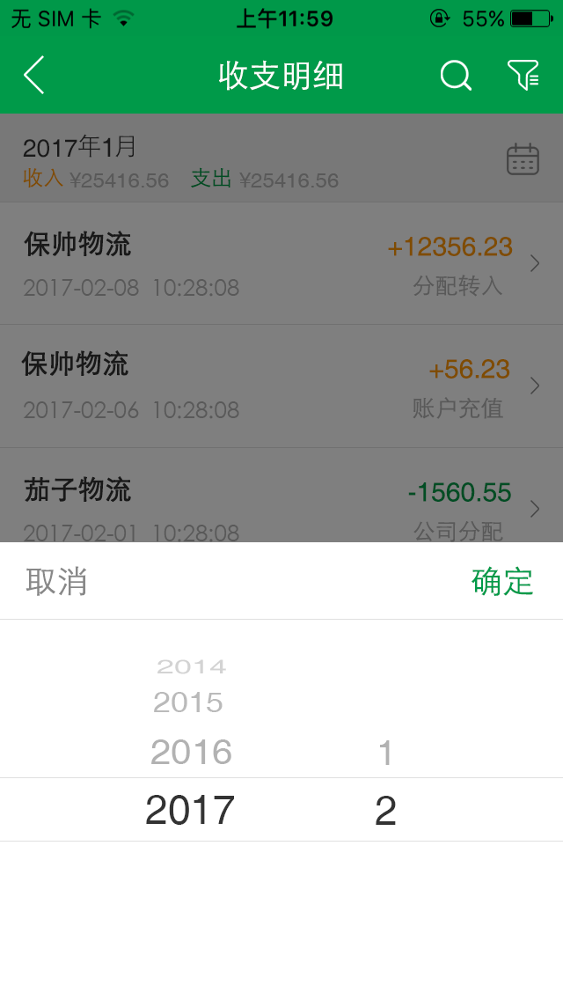 无 SIM 卡 上午11:59 55%
收支明细
2017年1月
收入 ¥25416.56 支出 ¥25416.56
保帅物流 +12356.23
2017-02-08 10:28:08 分配转入
保帅物流 +56.23
2017-02-06 10:28:08 账户充值
茄子物流 -1560.55
2017-02-01 10:28:08 公司分配
取消 确定
2014
2015
2016 1
2017 2